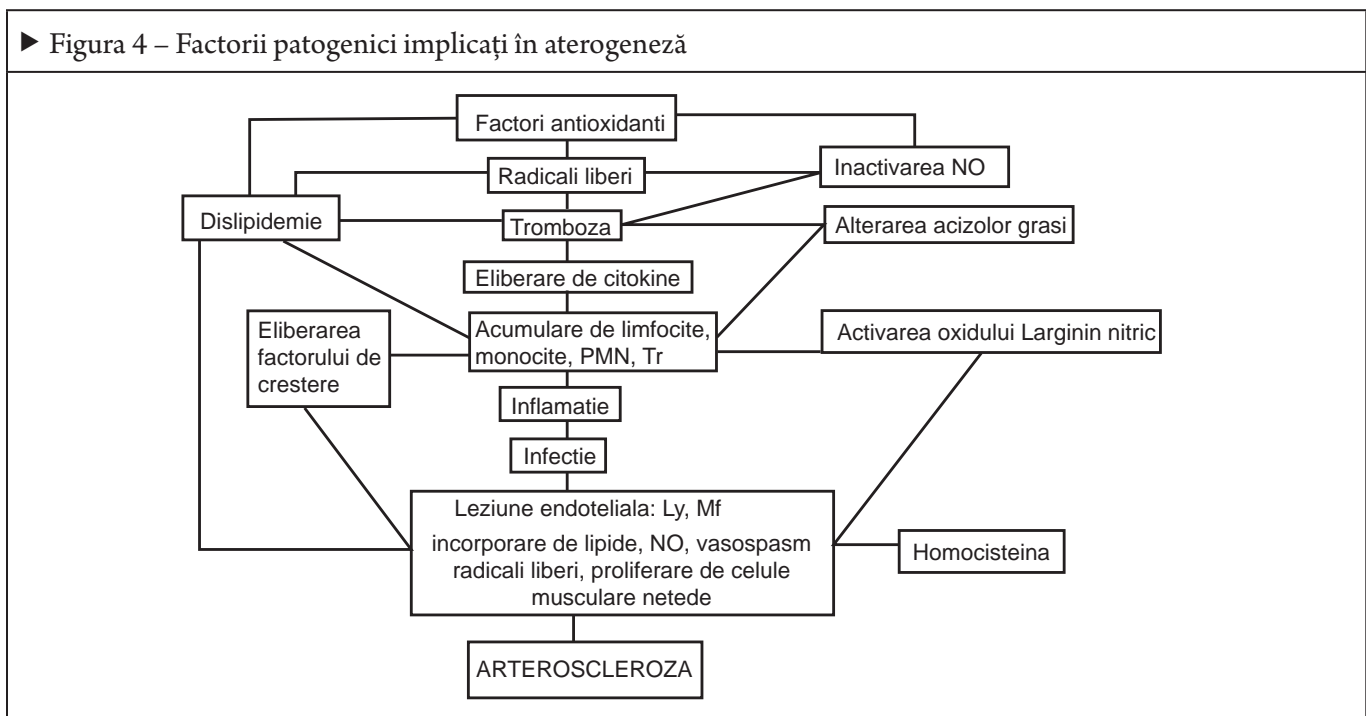 ▶ Figura 4 – Factorii patogenici implicați în aterogeneză
Factori antioxidanti
Radicali liberi
Inactivarea NO
Dislipidemie
Tromboza
Alterarea acizolor grasi
Eliberare de citokine
Eliberarea
factorului de
crestere
Acumulare de limfocite,
monocite, PMN, Tr
Activarea oxidului Larginin nitric
Inflamatie
Infectie
Leziune endoteliala: Ly, Mf
incorporare de lipide, NO, vasospasm
radicali liberi, proliferare de celule
musculare netede
Homocisteina
ARTEROSCLEROZA